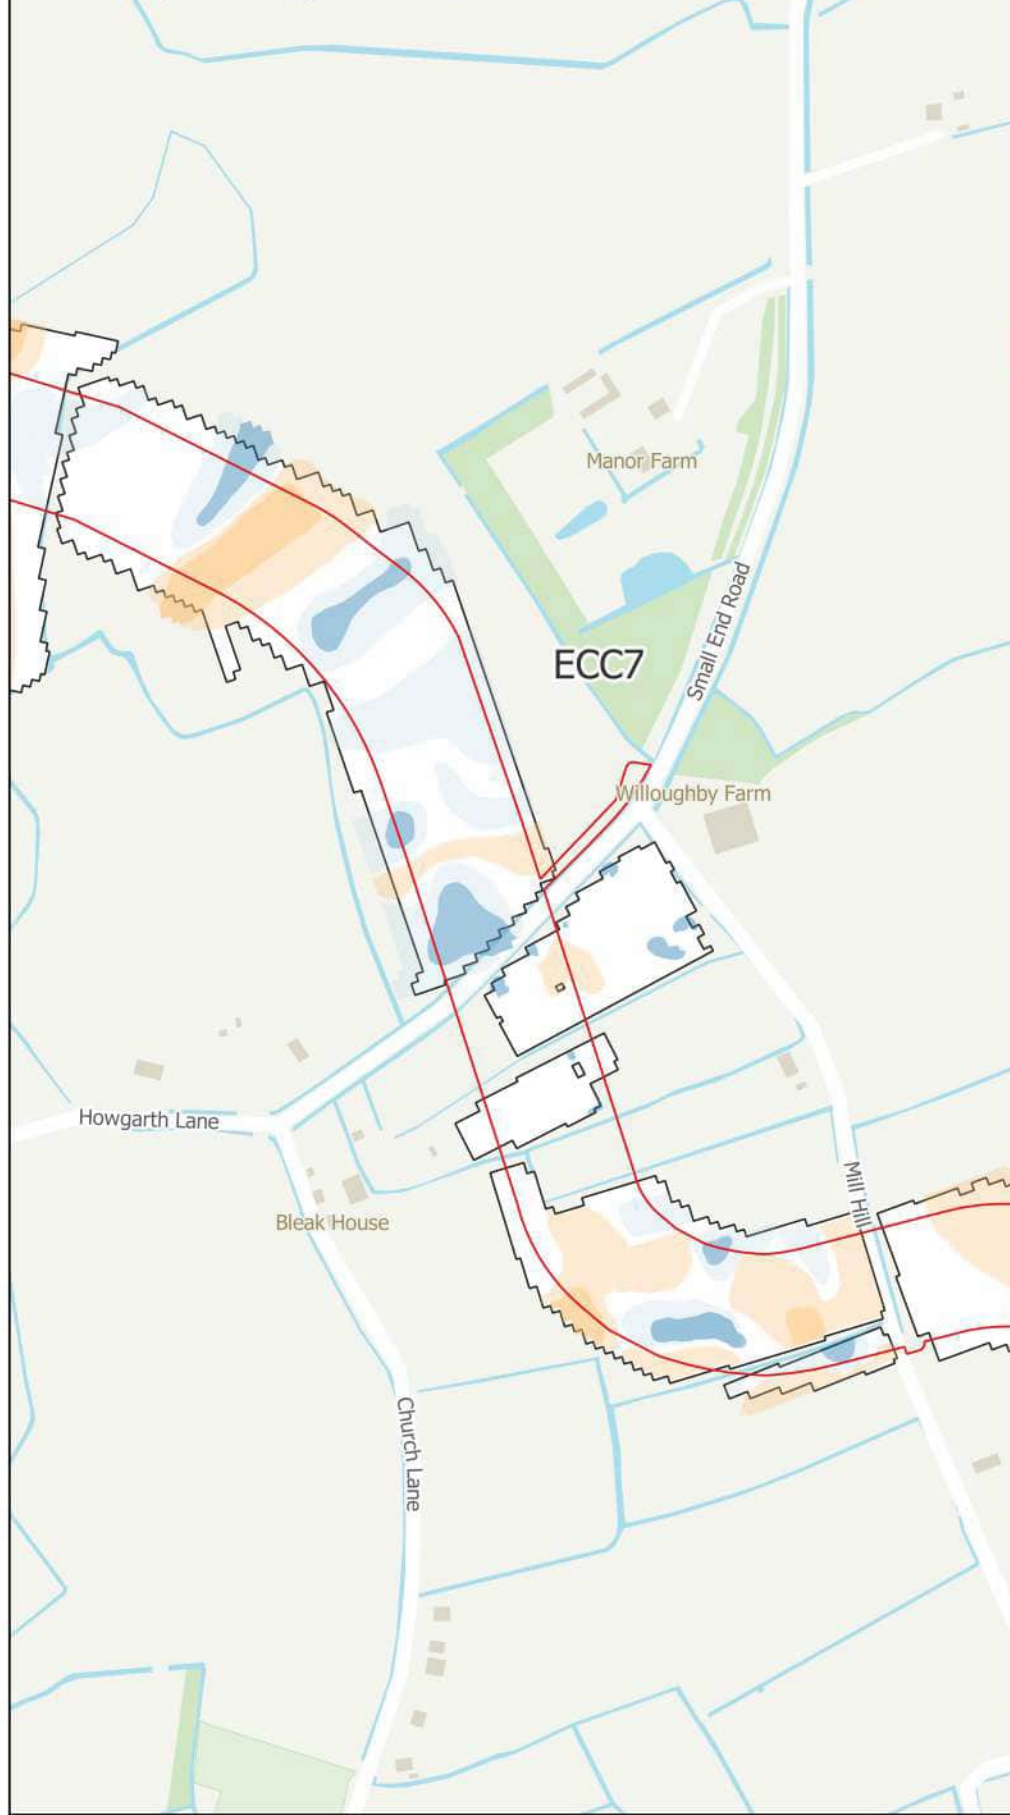 Manor Farm
Small End Road
ECC7
Willoughby Farm
Howgarth Lane
Mill Hill
Bleak House
Church Lane